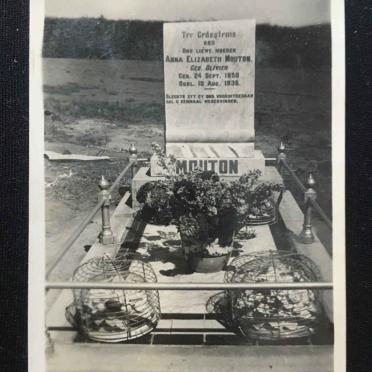 Ter Gedagtenis
AAN
Ons liewe moeder
Anna Elizabeth Mouton,
Geb. Olivier
Geb. 24 Sept. 1858
Oorl. 15 Aug. 1936.
MOUTON